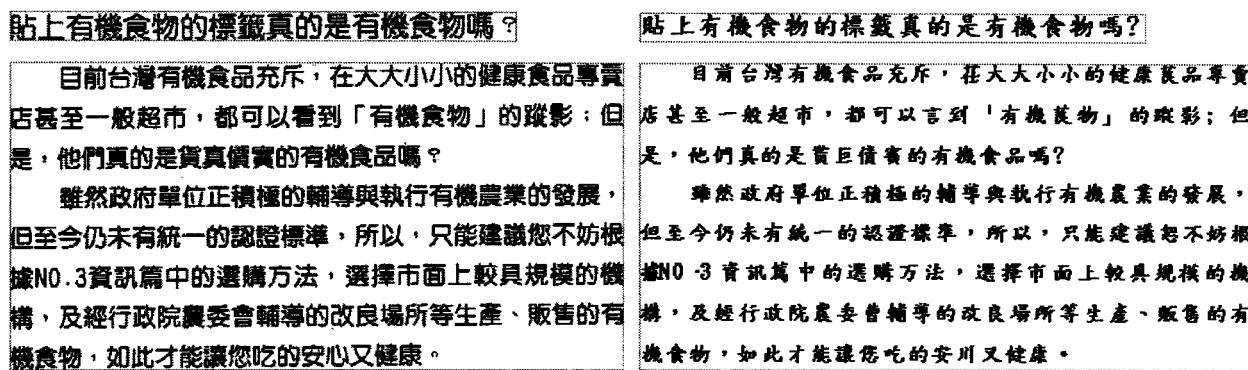 貼上有機食物的標籤真的是有機食物嗎？
目前台灣有機食品充斥，在大大小小的健康食品專賣
店甚至一般超市，都可以看到「有機食物」的蹤影；但
是，他們真的是貨真價實的有機食品嗎？
雖然政府單位正積極的輔導與執行有機農業的發展，
但至今仍未有統一的認證標準，所以，只能建議您不妨根
據NO.3資訊篇中的選購方法，選擇市面上較具規模的機
構，及經行政院農委會輔導的改良場所等生產、販售的有
機食物，如此才能讓您吃的安心又健康。
貼上有機食物的標籤真的是有機食物嗎?
目前台灣有機食品充斥，在大大小小的健康萇品專賣
店甚至一般超市，都可以言到「有機萇物」的蹤影;但
是，他們真的是貲巨債賓的有機食品嗎?
雖然政府單位正積極的輔導與執行有機農業的發展，
但至今仍未有統一的認證標準，所以，只能建議恕不妨根
據NO-3資訊篇中的選購万法，選擇市面上較具規模的機
構，及經行政院農委曾輔導的改良場所等生產、販售的有
機食物，如此才能讓您吃的安川又健康。